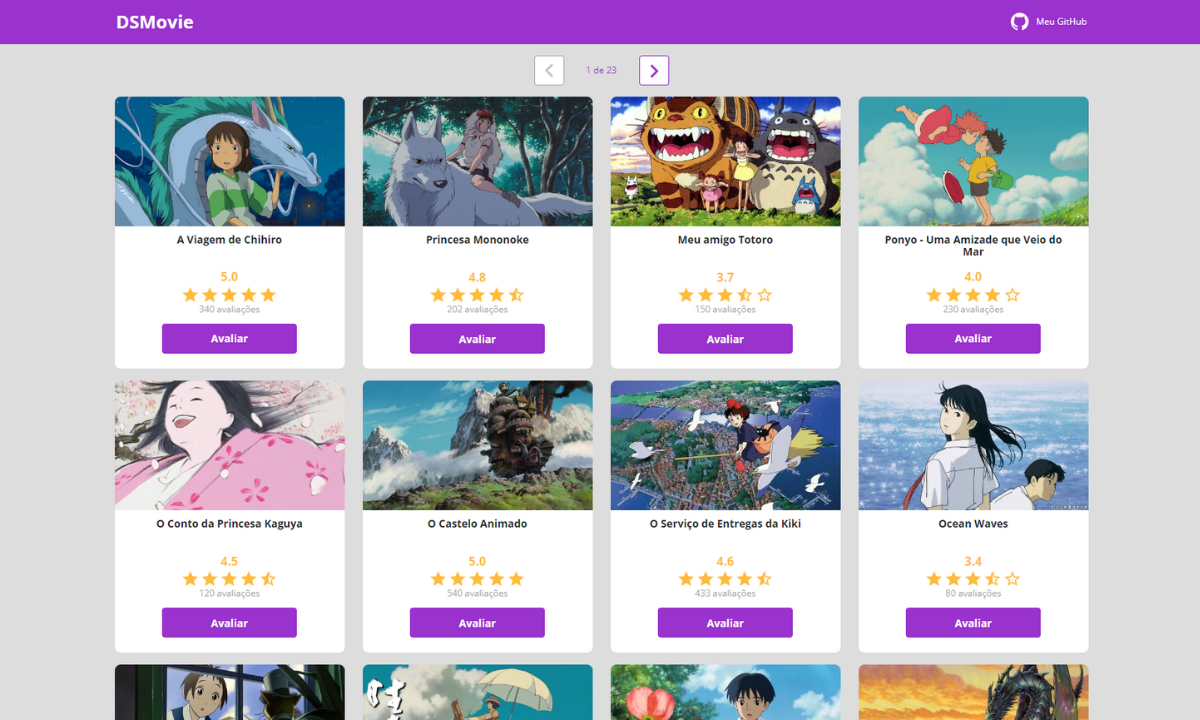 DSMovie
Meu GitHub
1 de 23
A Viagem de Chihiro
5.0
340 avaliações
Avaliar
Princesa Mononoke
4.8
202 avaliações
Avaliar
Meu amigo Totoro
3.7
150 avaliações
Avaliar
Ponyo - Uma Amizade que Veio do
Mar
4.0
230 avaliações
Avaliar
O Conto da Princesa Kaguya
4.5
120 avaliações
Avaliar
O Castelo Animado
5.0
540 avaliações
Avaliar
O Serviço de Entregas da Kiki
4.6
433 avaliações
Avaliar
Ocean Waves
3.4
80 avaliações
Avaliar